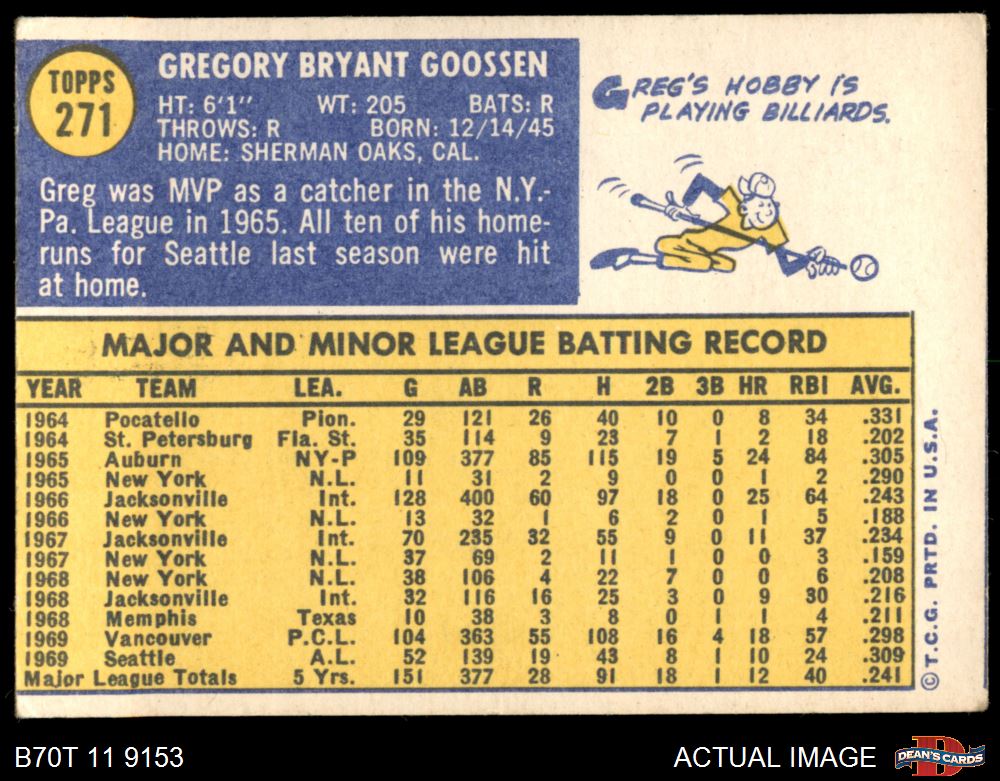 TOPPS
271
GREGORY BRYANT GOOSSEN
HT: 6'1" WT: 205 BATS: R
THROWS: R BORN: 12/14/45
HOME: SHERMAN OAKS, CAL.
Greg was MVP as a catcher in the N.Y.-
Pa. League in 1965. All ten of his home-
runs for Seattle last season were hit
at home.
GREG'S HOBBY IS
PLAYING BILLIARDS.
MAJOR AND MINOR LEAGUE BATTING RECORD
YEAR TEAM LEA. G AB R H 2B 3B HR RBI AVG.
1964 Pocatello Pion. 29 121 26 40 10 0 8 34 .331
1964 St. Petersburg Fla. St. 35 114 9 23 7 1 2 18 .202
1965 Auburn NY-P 109 377 85 115 19 5 24 84 .305
1965 New York N.L. 11 31 2 9 0 0 1 2 .290
1966 Jacksonville Int. 128 400 60 97 18 0 25 64 .243
1966 New York N.L. 13 32 1 6 2 0 1 5 .188
1967 Jacksonville Int. 70 235 32 55 9 0 11 37 .234
1967 New York N.L. 37 69 2 11 1 0 0 3 .159
1968 New York N.L. 38 106 4 22 7 0 0 6 .208
1968 Jacksonville Int. 32 116 16 25 3 0 9 30 .216
1968 Memphis Texas 10 38 3 8 0 1 1 4 .211
1969 Vancouver P.C.L. 104 363 55 108 16 4 18 57 .298
1969 Seattle A.L. 52 139 19 43 8 1 10 24 .309
Major League Totals 5 Yrs. 151 377 28 91 18 1 12 40 .241
© T.C.G. PRTD. IN U.S.A.
B70T 11 9153
ACTUAL IMAGE
DEAN'S CARDS